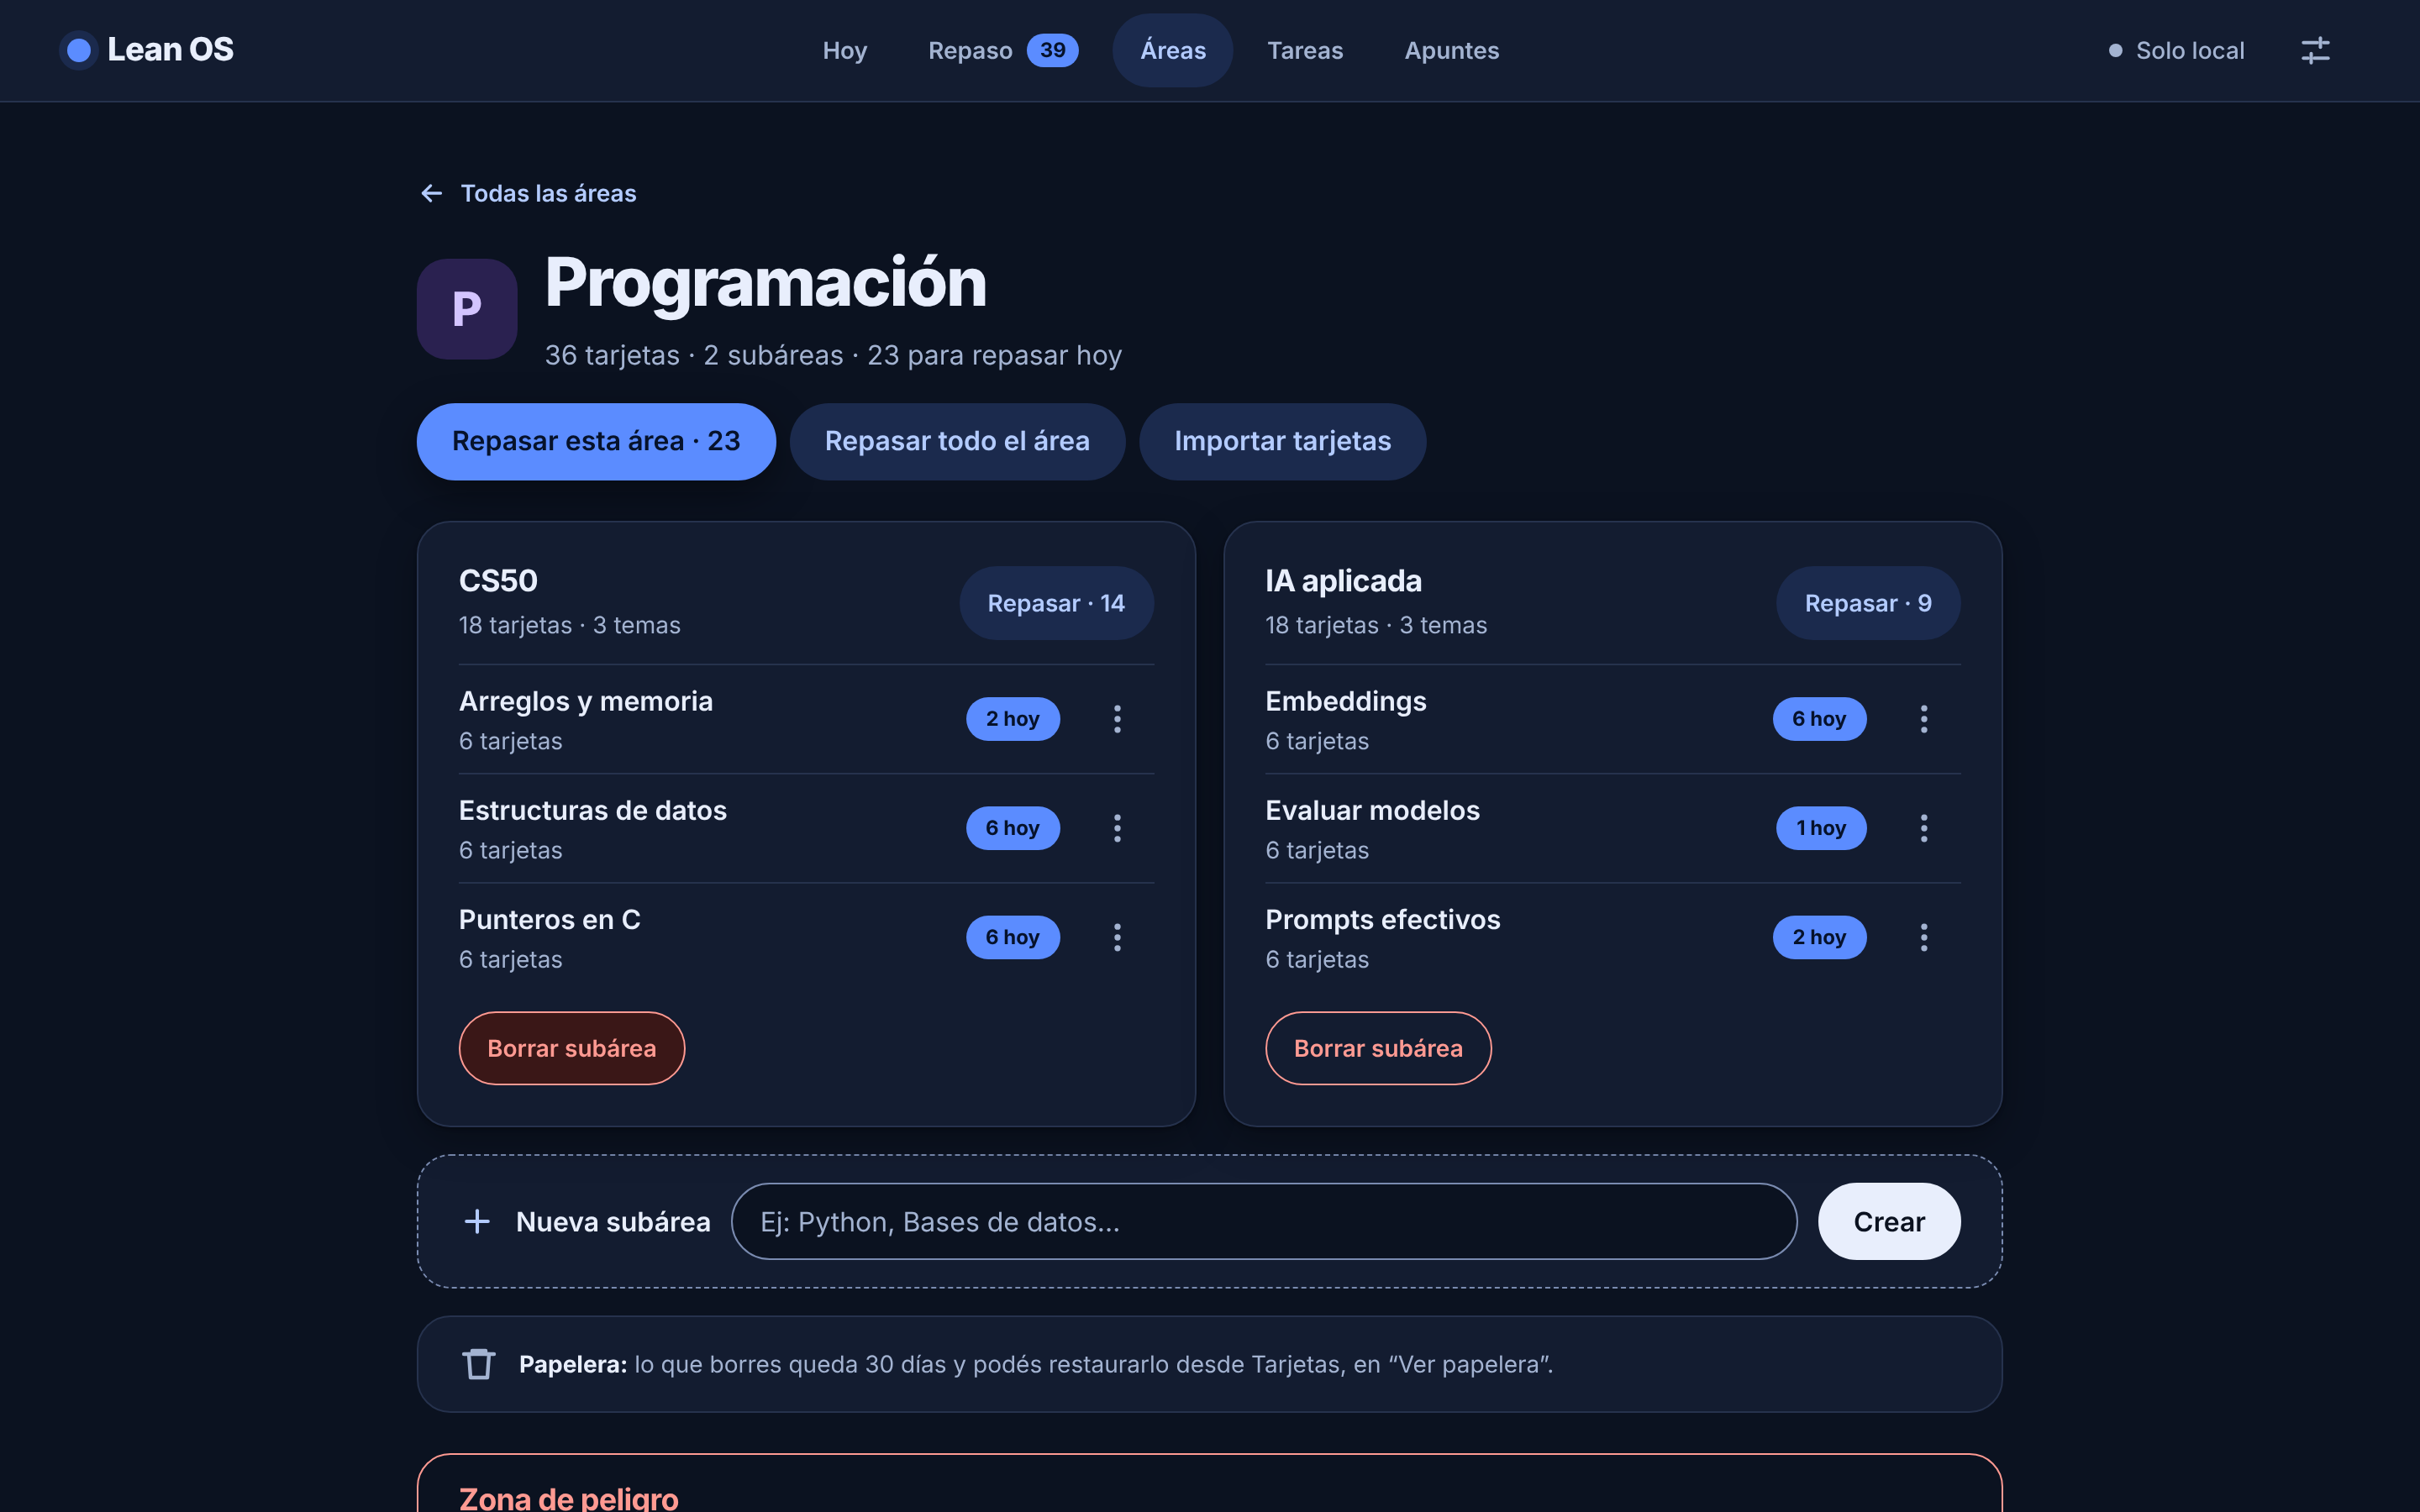 Lean OS
Hoy
Repaso 39
Áreas
Tareas
Apuntes
Solo local
Todas las áreas
P
Programación
36 tarjetas · 2 subáreas · 23 para repasar hoy
Repasar esta área · 23
Repasar todo el área
Importar tarjetas
CS50
18 tarjetas · 3 temas
Repasar · 14
Arreglos y memoria
6 tarjetas
2 hoy
Estructuras de datos
6 tarjetas
6 hoy
Punteros en C
6 tarjetas
6 hoy
Borrar subárea
IA aplicada
18 tarjetas · 3 temas
Repasar · 9
Embeddings
6 tarjetas
6 hoy
Evaluar modelos
6 tarjetas
1 hoy
Prompts efectivos
6 tarjetas
2 hoy
Borrar subárea
Nueva subárea
Ej: Python, Bases de datos...
Crear
Papelera: lo que borres queda 30 días y podés restaurarlo desde Tarjetas, en “Ver papelera”.
Zona de peligro